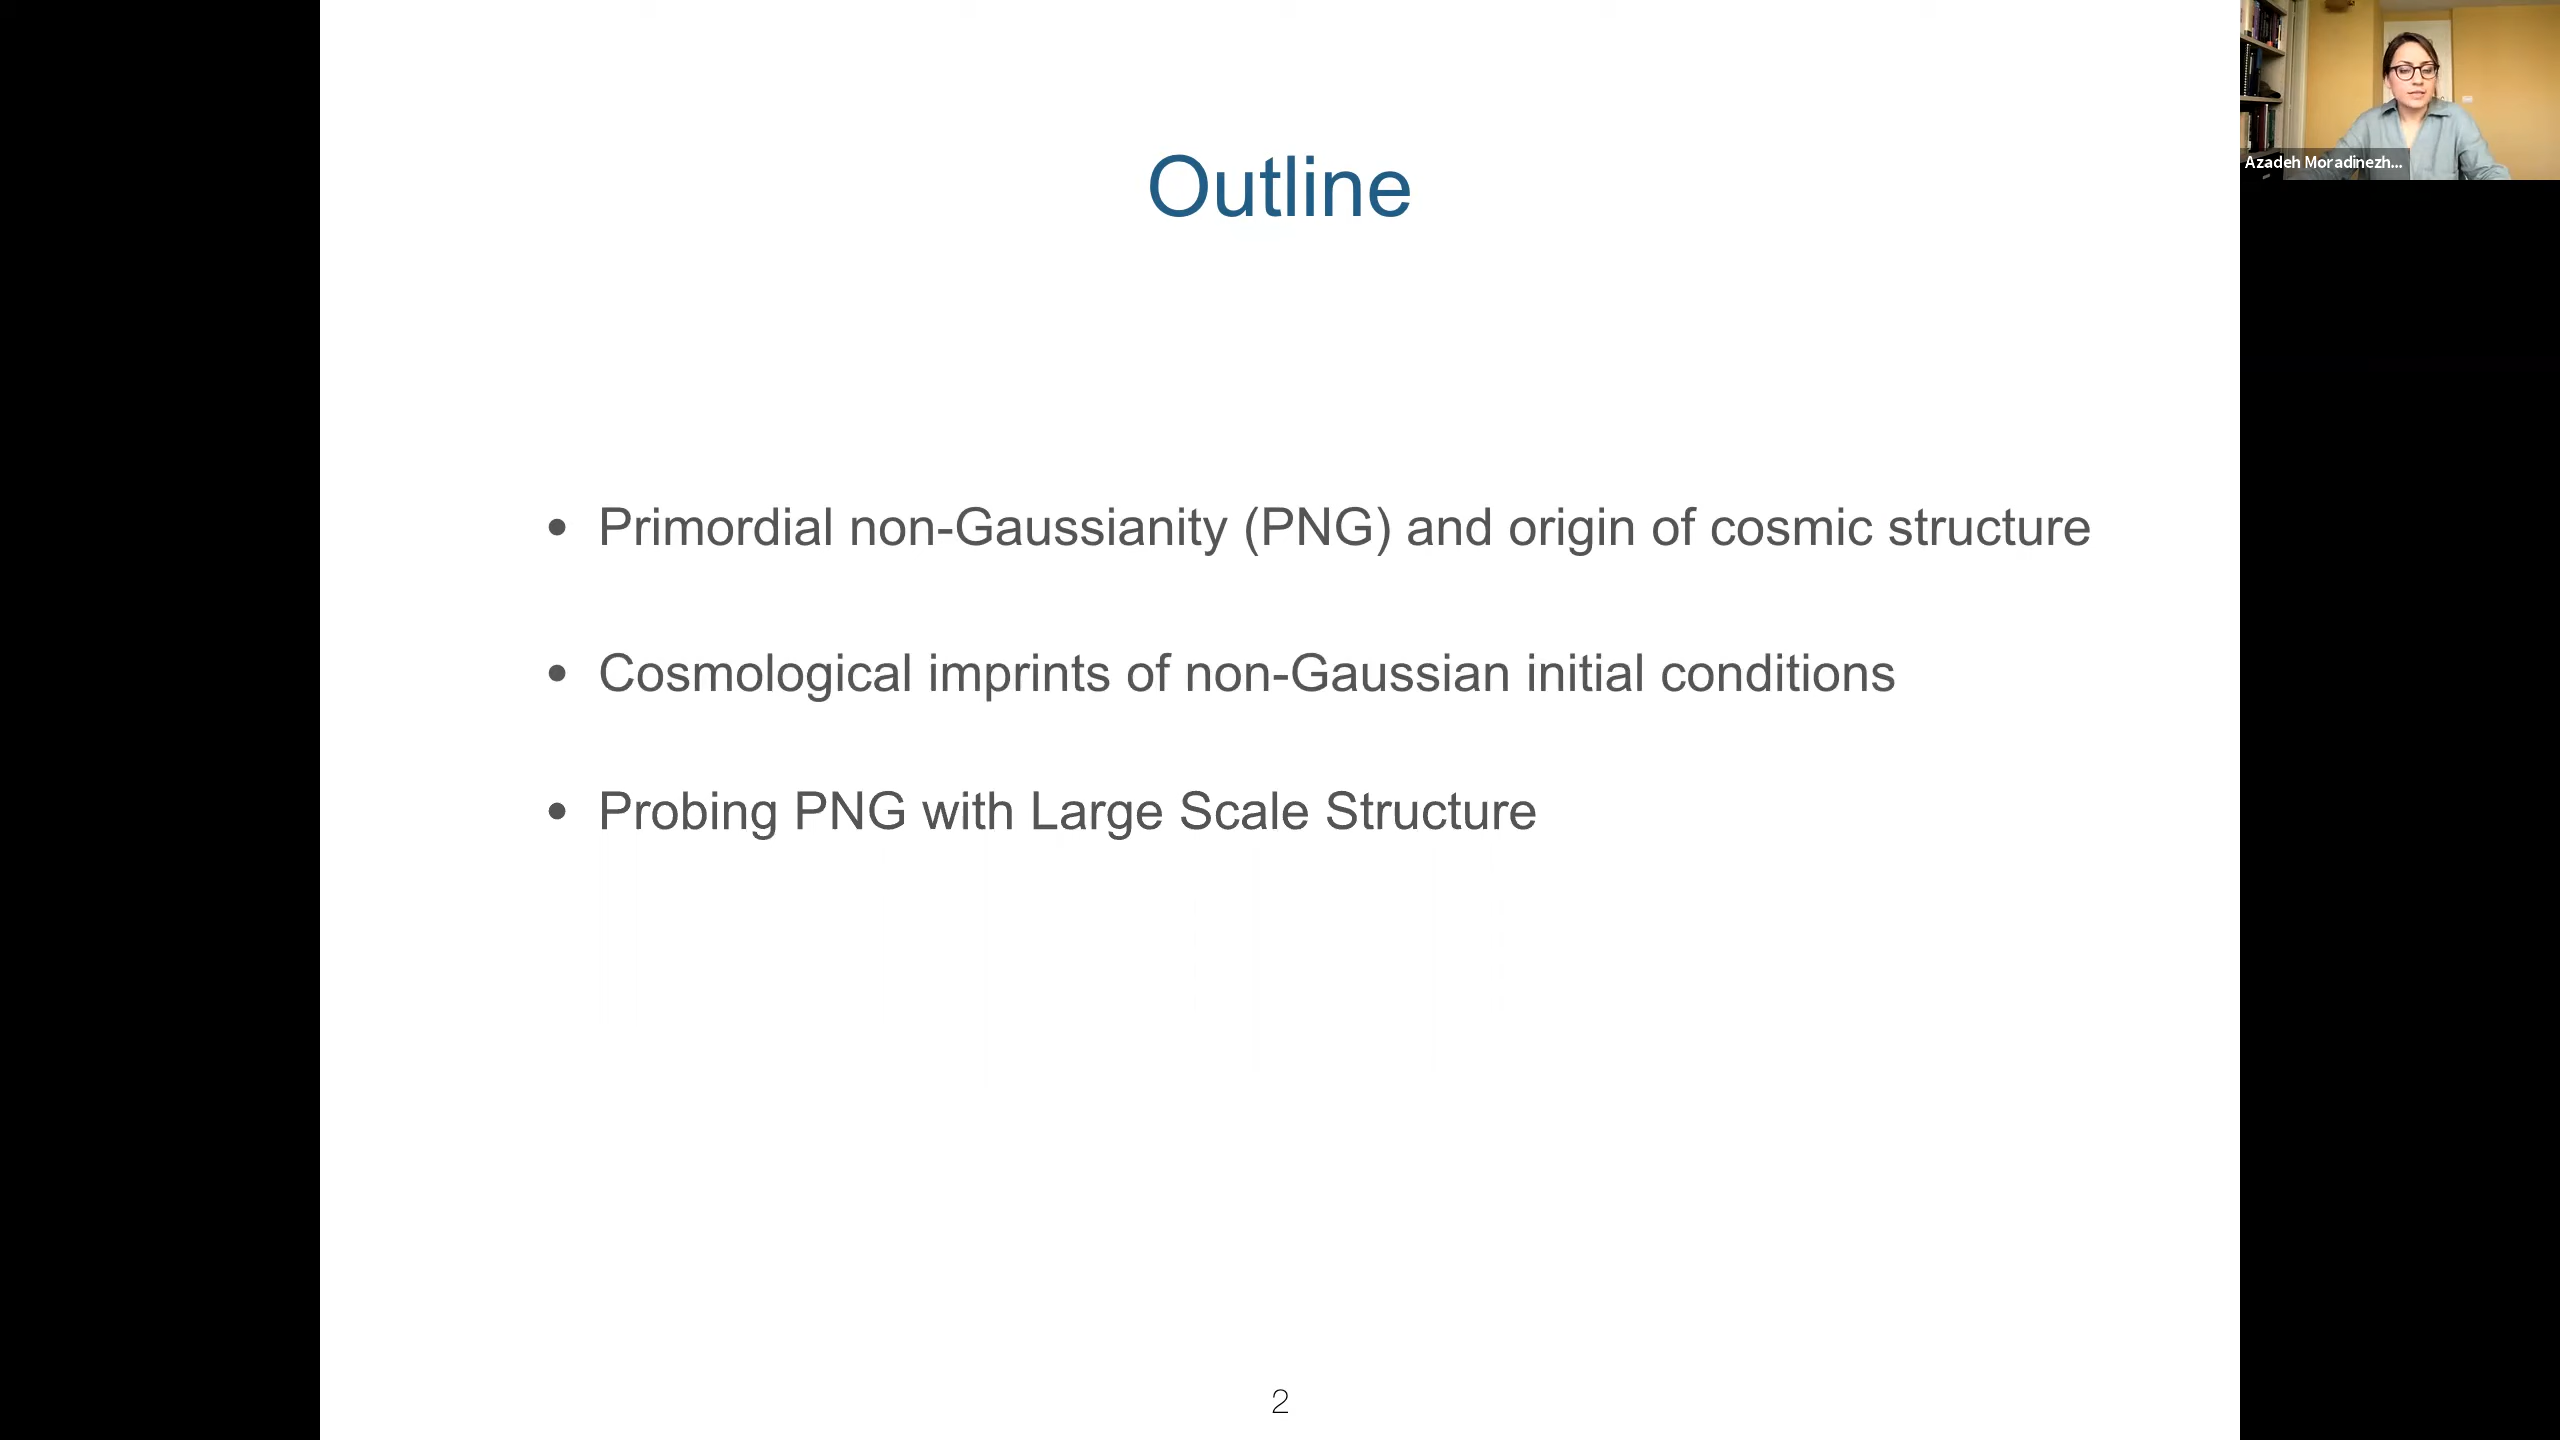 Outline
• Primordial non-Gaussianity (PNG) and origin of cosmic structure
• Cosmological imprints of non-Gaussian initial conditions
• Probing PNG with Large Scale Structure
2
Azadeh Moradinezh...